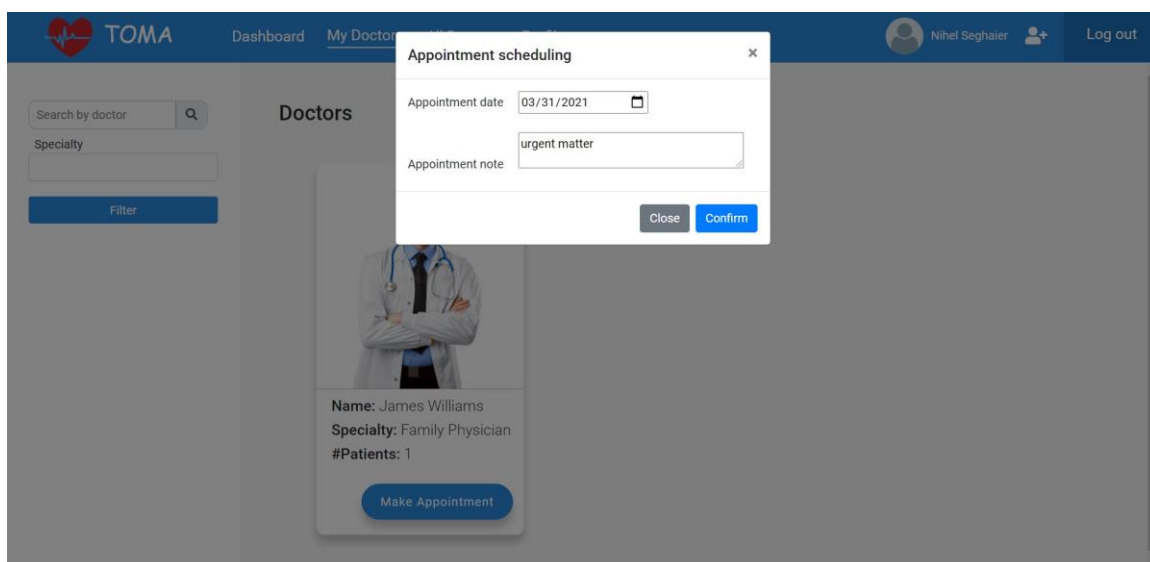 TOMA
Dashboard My Doctor
Nihel Seghaier
Log out
Appointment scheduling ×
Appointment date 03/31/2021
Appointment note urgent matter
Close Confirm
Search by doctor
Specialty
Filter
Doctors
Name: James Williams
Specialty: Family Physician
#Patients: 1
Make Appointment